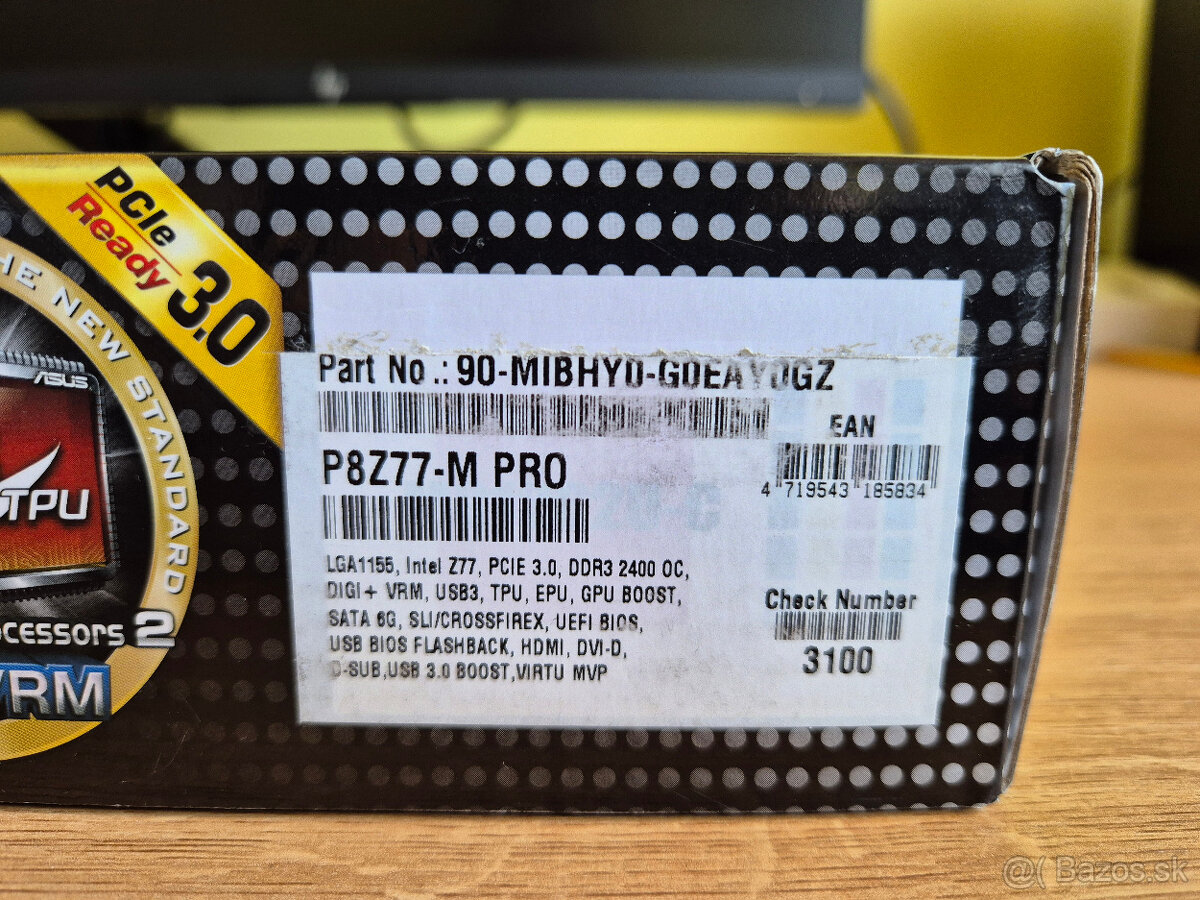 PCIe
Ready
3.0
THE NEW STANDARD
ASUS
TPU
2
VRM
Part No.: 90-MIBHY0-G0EAY0GZ
EAN
4 719543 185834
P8Z77-M PRO
LGA1155, Intel Z77, PCIE 3.0, DDR3 2400 OC,
DIGI+ VRM, USB3, TPU, EPU, GPU BOOST,
SATA 6G, SLI/CROSSFIREX, UEFI BIOS,
USB BIOS FLASHBACK, HDMI, DVI-D,
D-SUB,USB 3.0 BOOST,VIRTU MVP
Check Number
3100
@( Bazos.sk